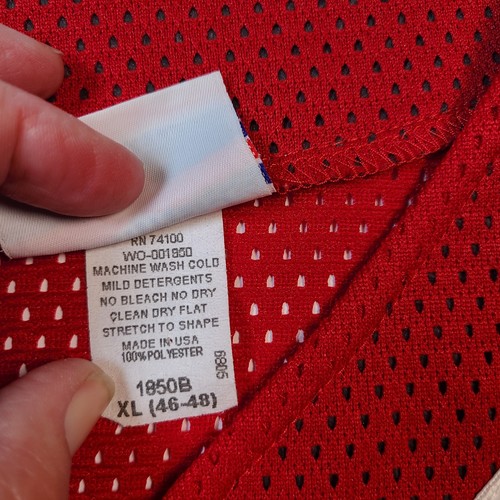 RN 74100
WO-001850
MACHINE WASH COLD
MILD DETERGENTS
NO BLEACH NO DRY
CLEAN DRY FLAT
STRETCH TO SHAPE
MADE IN USA
100% POLYESTER
6805
1850B
XL (46-48)